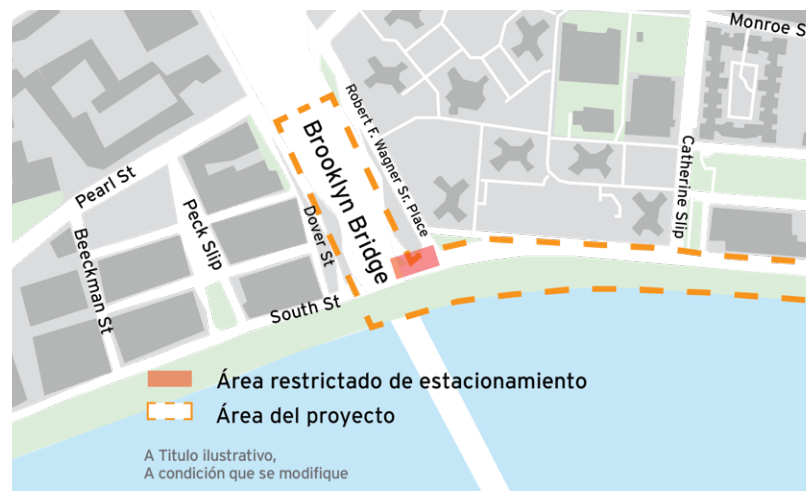 Monroe S
Robert F. Wagner Sr. Place
Brooklyn Bridge
Catherine Slip
Pearl St
Peck Slip
Dover St
Beeckman St
South St
Área restrictado de estacionamiento
Área del proyecto
A Titulo ilustrativo,
A condición que se modifique